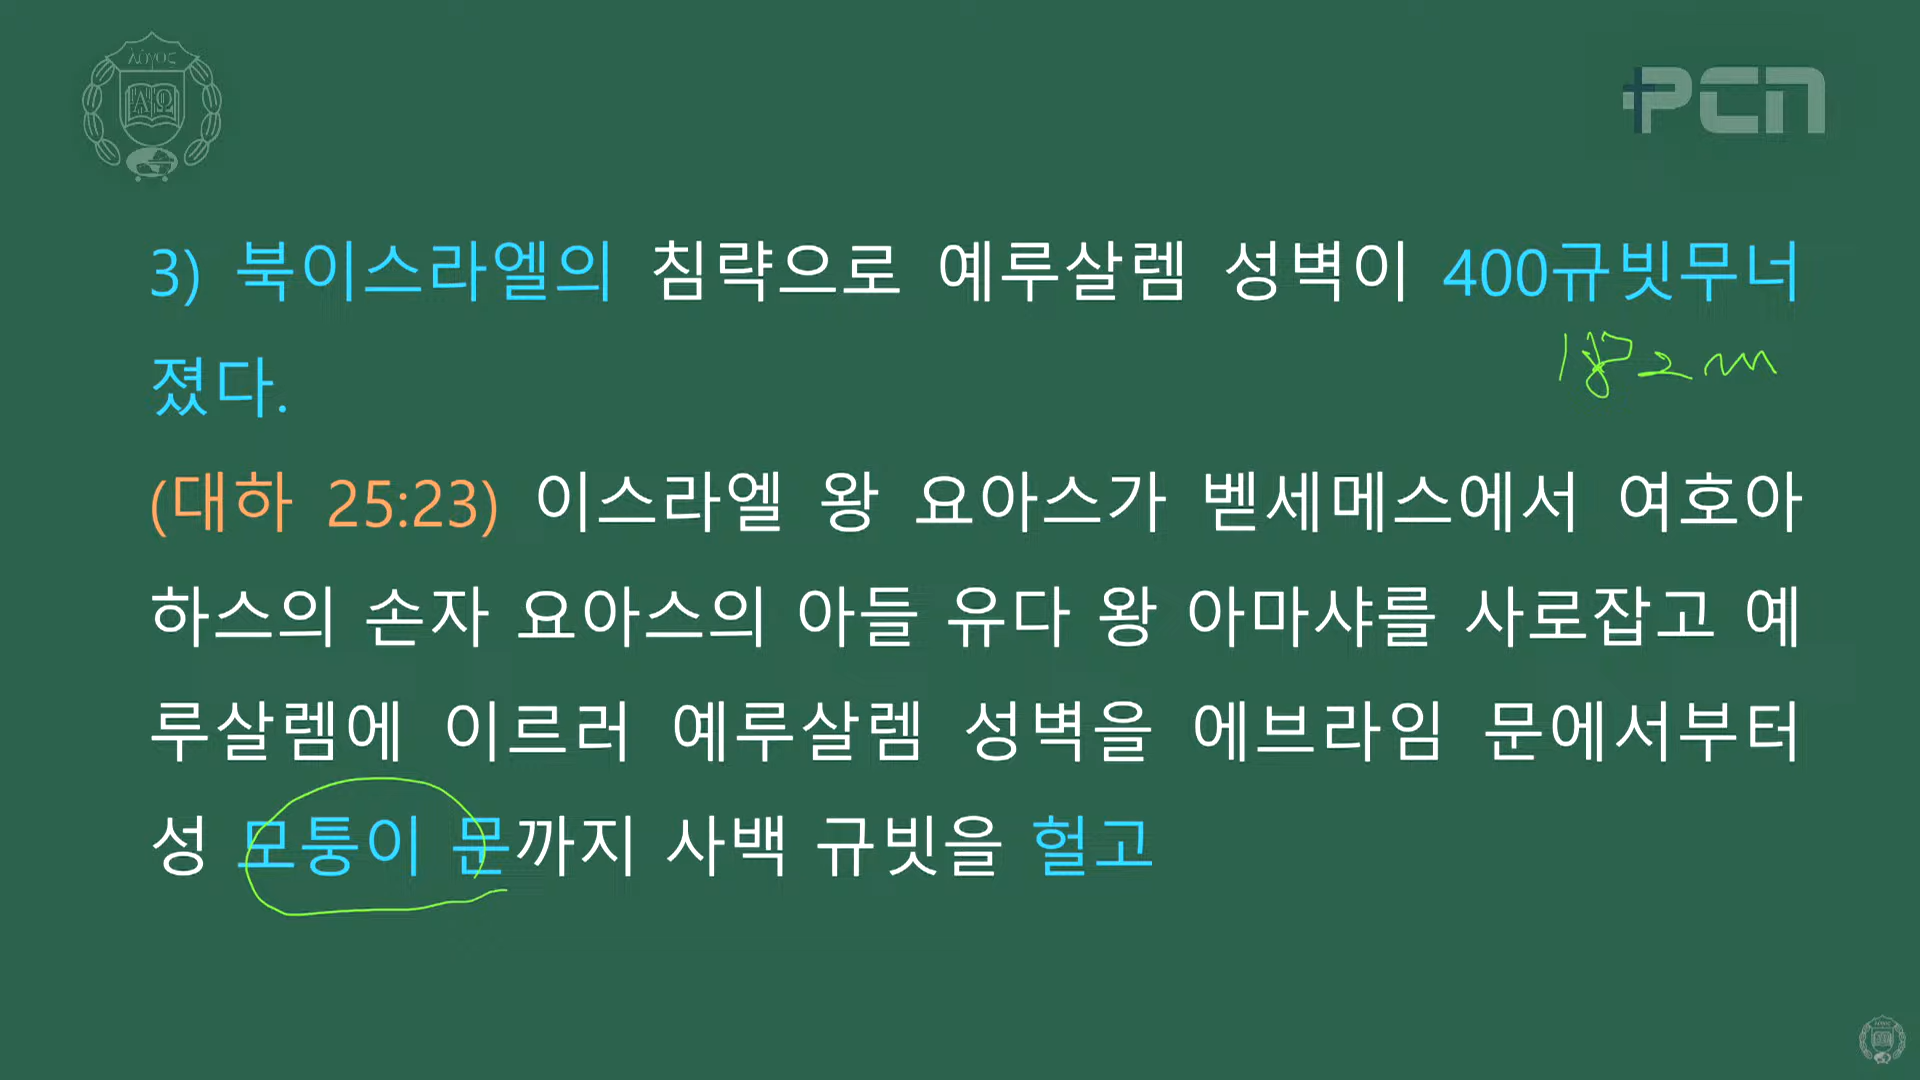 λόγος
ΑΩ
PCN
3) 북이스라엘의 침략으로 예루살렘 성벽이 400규빗무너
졌다.
(대하 25:23) 이스라엘 왕 요아스가 벧세메스에서 여호아
하스의 손자 요아스의 아들 유다 왕 아마샤를 사로잡고 예
루살렘에 이르러 예루살렘 성벽을 에브라임 문에서부터
성 모퉁이 문까지 사백 규빗을 헐고